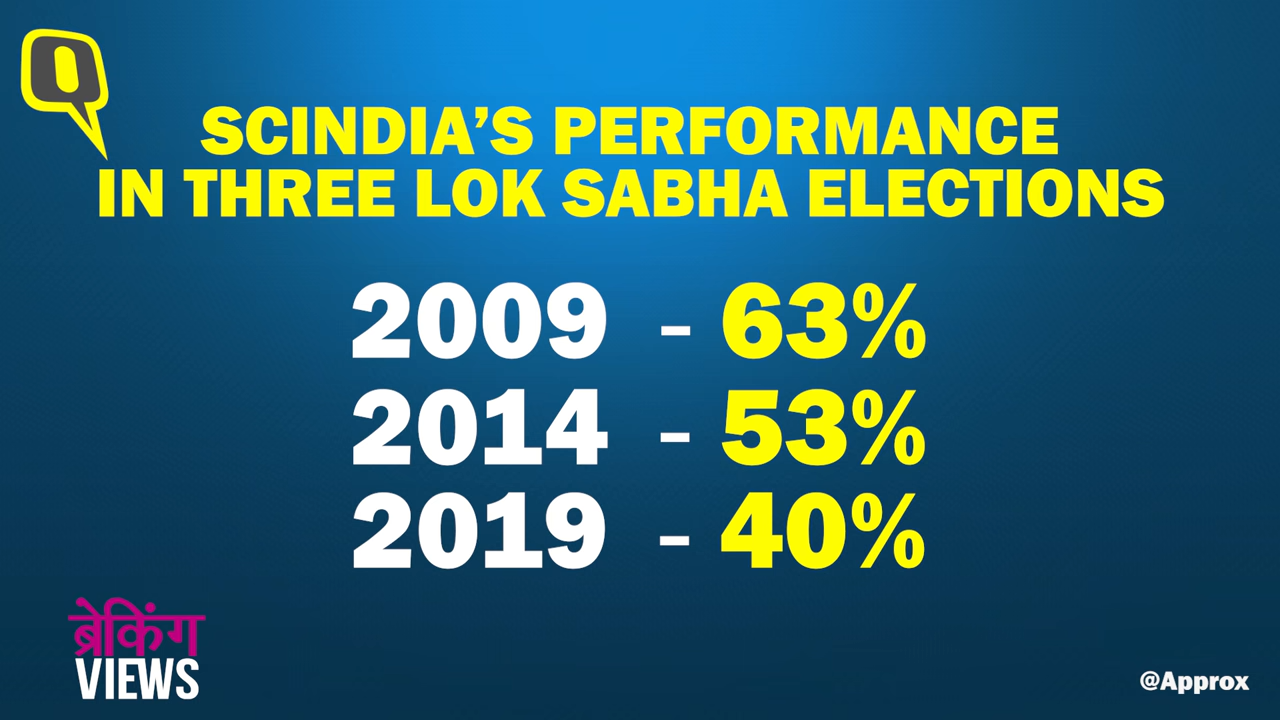 SCINDIA'S PERFORMANCE
IN THREE LOK SABHA ELECTIONS
2009 - 63%
2014 - 53%
2019 - 40%
ब्रेकिंग
VIEWS
@Approx